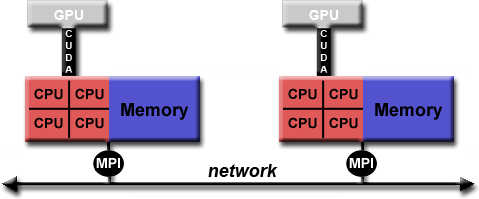 GPU
CUDA
CPU CPU
CPU CPU
Memory
MPI
GPU
CUDA
CPU CPU
CPU CPU
Memory
MPI
network